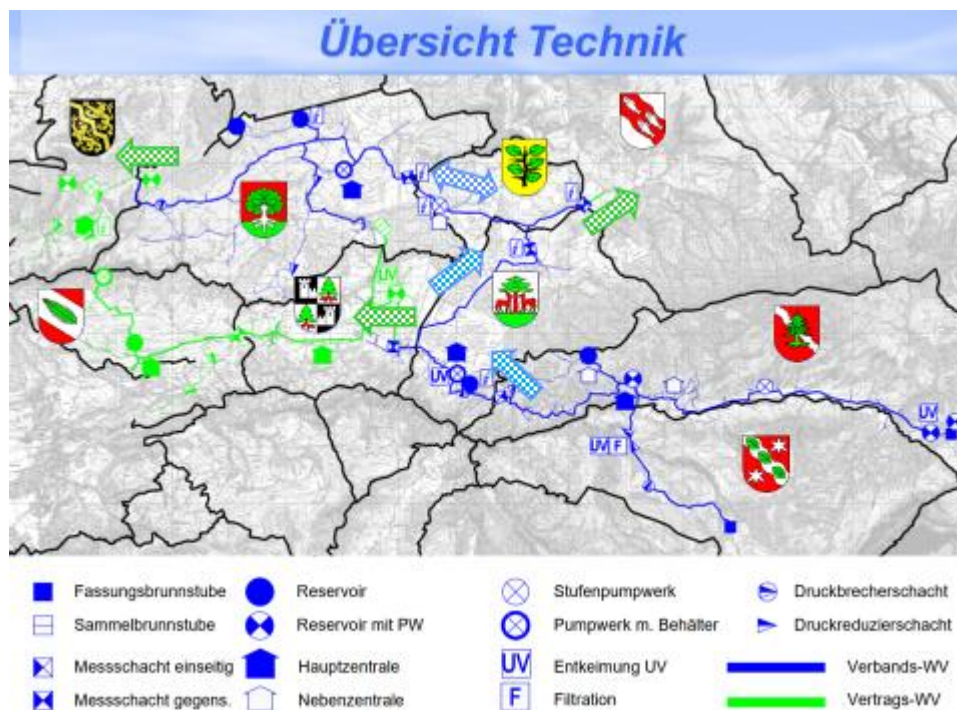 Übersicht Technik
UV
UV
UV
UV F
Fassungsbrunnstube
Reservoir
Stufenpumpwerk
Druckbrecherschacht
Sammelbrunnstube
Reservoir mit PW
Pumpwerk m. Behälter
Druckreduzierschacht
Messschacht einseitig
Hauptzentrale
UV
Entkeimung UV
Verbands-WV
Messschacht gegens.
Nebenzentrale
F
Filtration
Vertrags-WV